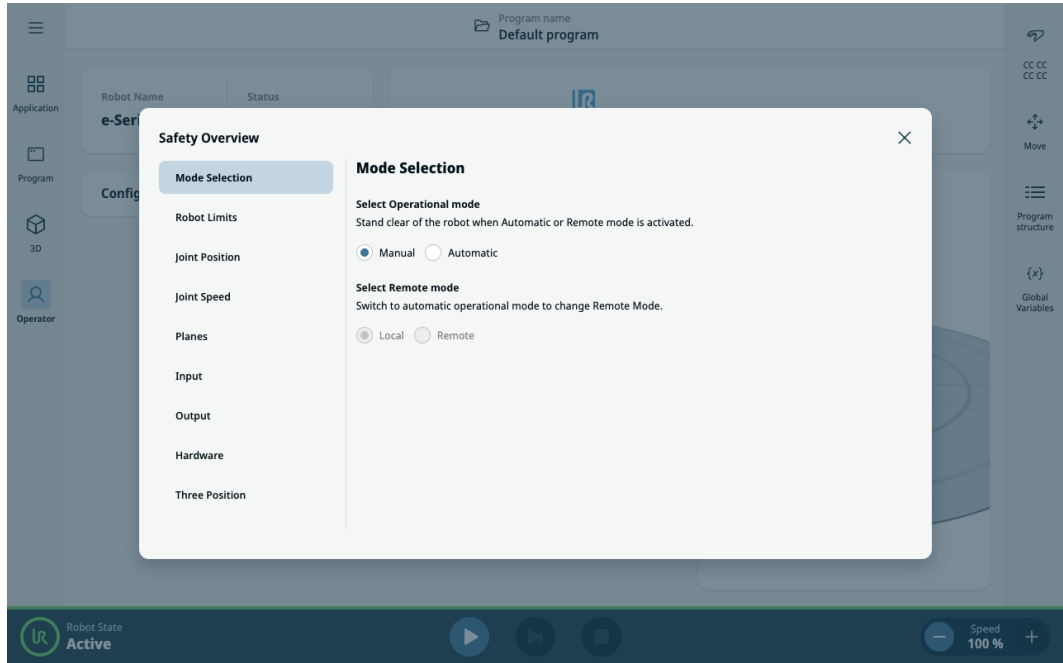 Program name
Default program
Application
Program
3D
Operator
Robot Name
Status
e-Seri
Config
Safety Overview
Mode Selection
Robot Limits
Joint Position
Joint Speed
Planes
Input
Output
Hardware
Three Position
Mode Selection
Select Operational mode
Stand clear of the robot when Automatic or Remote mode is activated.
Manual Automatic
Select Remote mode
Switch to automatic operational mode to change Remote Mode.
Local Remote
CC CC
CC CC
Move
Program
structure
{x}
Global
Variables
UR
Robot State
Active
Speed
100 %